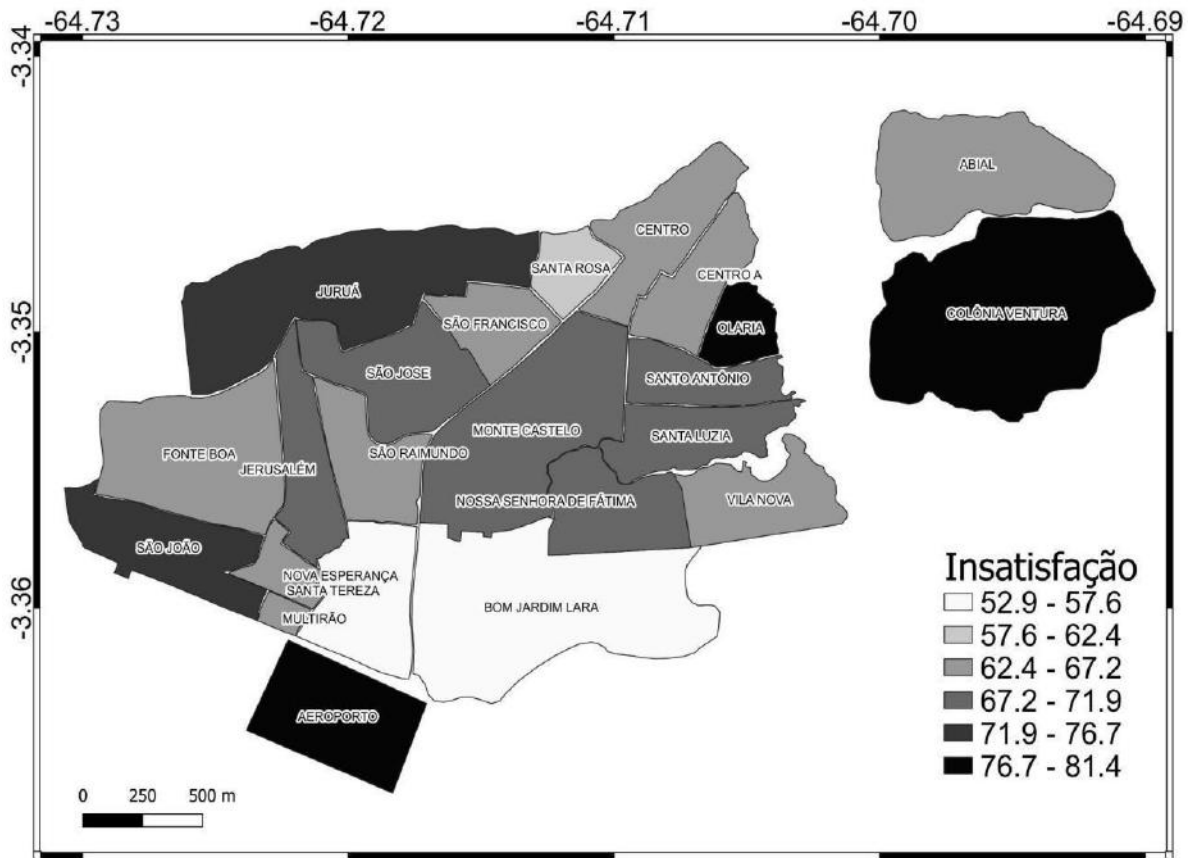 -64.73 -64.72 -64.71 -64.70 -64.69
-3.34
-3.35
-3.36
ABIAL
CENTRO
SANTA ROSA
CENTRO A
JURUÁ
COLÔNIA VENTURA
SÃO FRANCISCO
OLARIA
SÃO JOSE
SANTO ANTÔNIO
MONTE CASTELO
SANTA LUZIA
FONTE BOA
SÃO RAIMUNDO
JERUSALÉM
NOSSA SENHORA DE FÁTIMA
VILA NOVA
SÃO JOÃO
NOVA ESPERANÇA
SANTA TEREZA
BOM JARDIM LARA
MULTIRÃO
AEROPORTO
Insatisfação
52.9 - 57.6
57.6 - 62.4
62.4 - 67.2
67.2 - 71.9
71.9 - 76.7
76.7 - 81.4
0 250 500 m